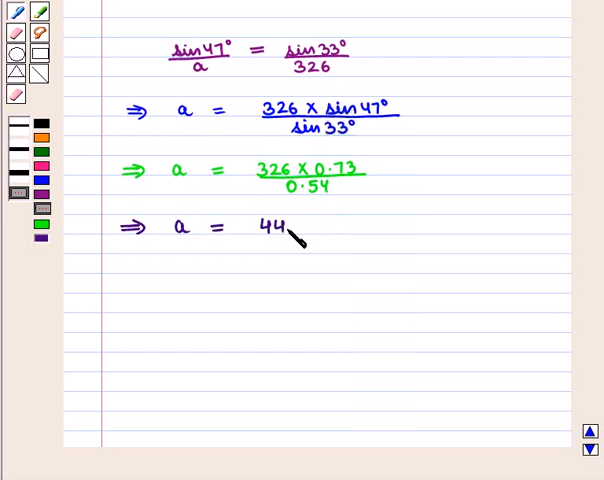 sin47° / a = sin33° / 326
⇒ a = 326 × sin47° / sin33°
⇒ a = 326 × 0.73 / 0.54
⇒ a = 44